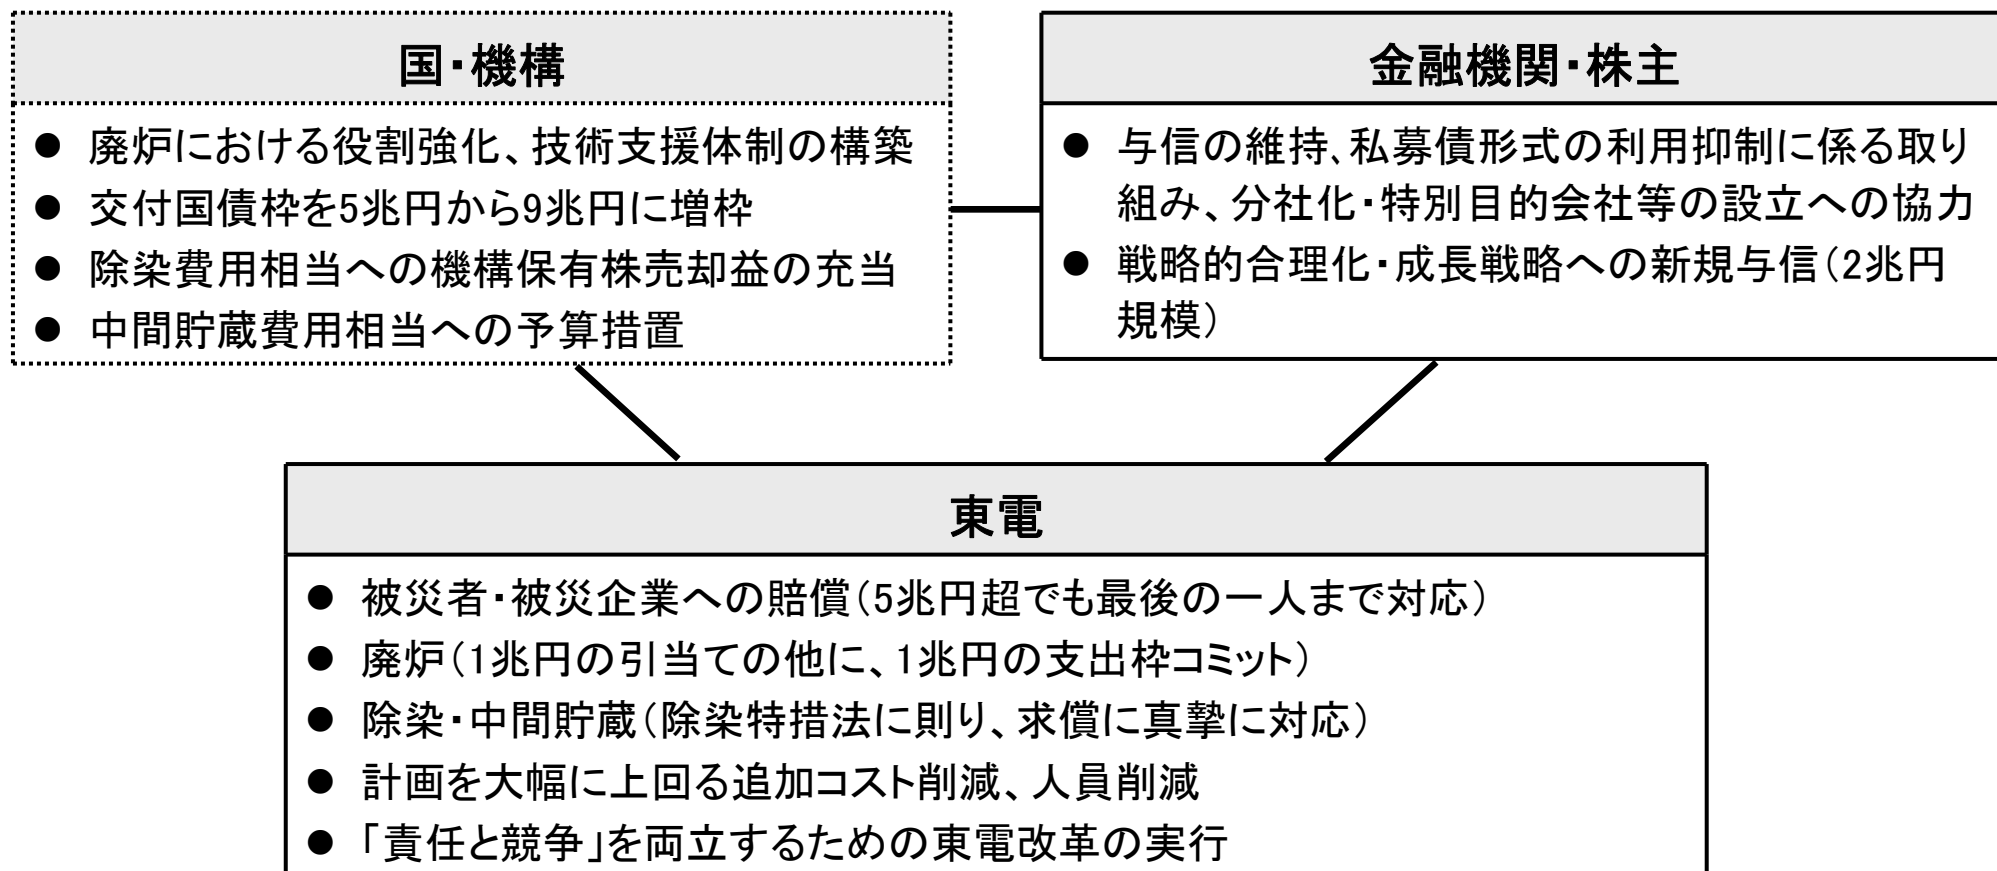 国・機構
● 廃炉における役割強化、技術支援体制の構築
● 交付国債枠を5兆円から9兆円に増枠
● 除染費用相当への機構保有株売却益の充当
● 中間貯蔵費用相当への予算措置
金融機関・株主
● 与信の維持、私募債形式の利用抑制に係る取り
組み、分社化・特別目的会社等の設立への協力
● 戦略的合理化・成長戦略への新規与信（2兆円
規模）
東電
● 被災者・被災企業への賠償（5兆円超でも最後の一人まで対応）
● 廃炉（1兆円の引当ての他に、1兆円の支出枠コミット）
● 除染・中間貯蔵（除染特措法に則り、求償に真摯に対応）
● 計画を大幅に上回る追加コスト削減、人員削減
● 「責任と競争」を両立するための東電改革の実行